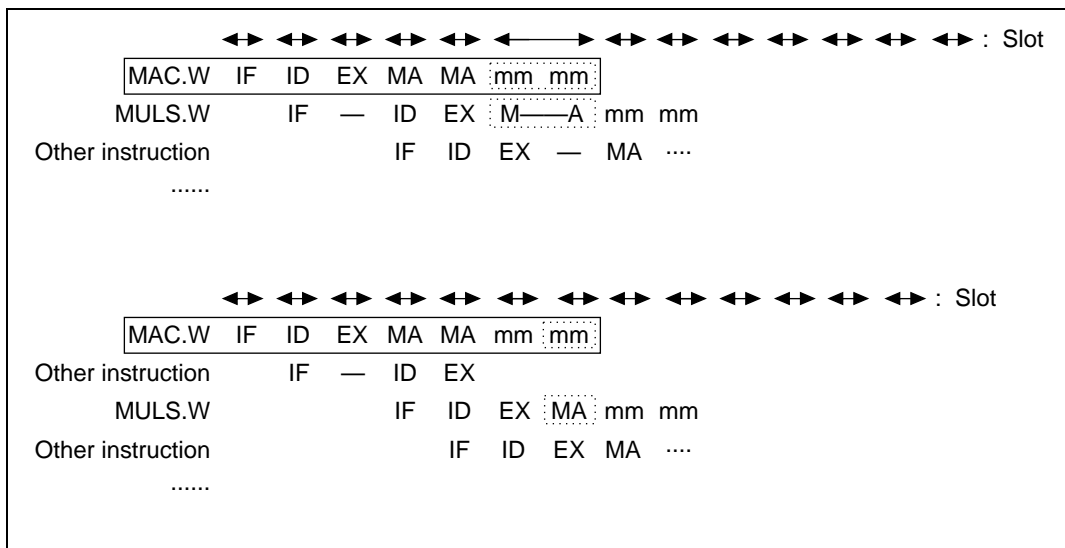 : Slot
MAC.W IF ID EX MA MA mm mm
MULS.W IF — ID EX M——A mm mm
Other instruction IF ID EX — MA ....
......
: Slot
MAC.W IF ID EX MA MA mm mm
Other instruction IF — ID EX
MULS.W IF ID EX MA mm mm
Other instruction IF ID EX MA ....
......